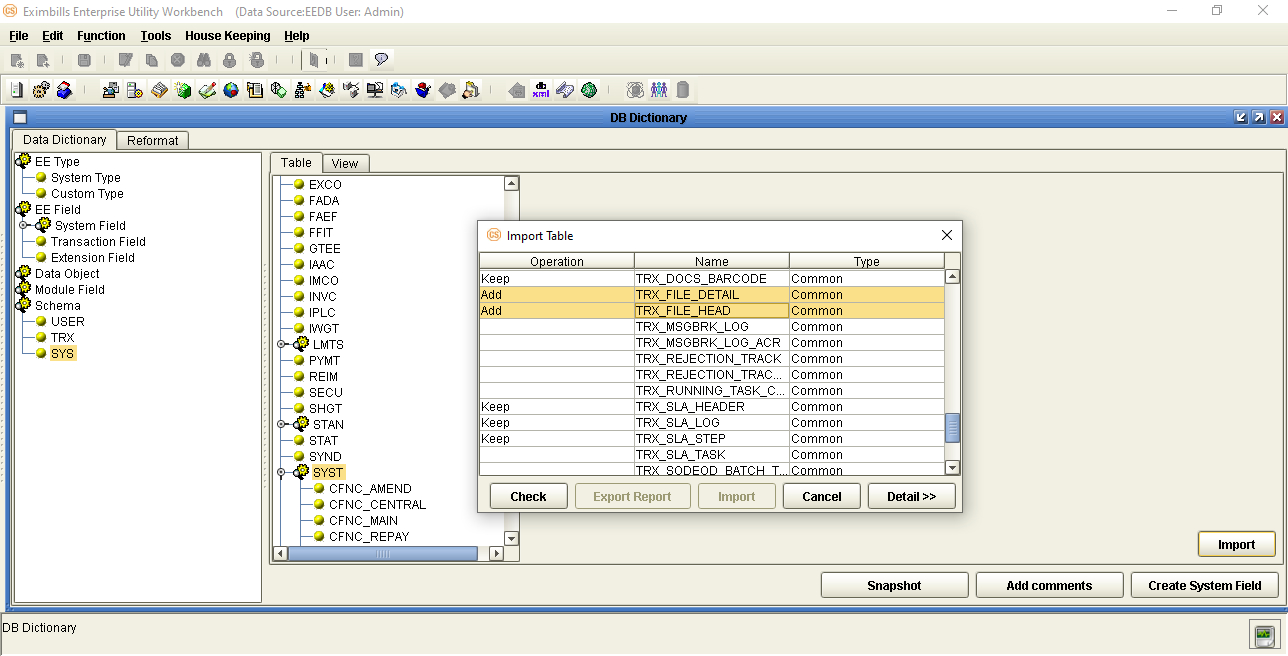 Eximbills Enterprise Utility Workbench (Data Source:EEDB User: Admin)
File Edit Function Tools House Keeping Help
db
xml
DB Dictionary
Data Dictionary Reformat
EE Type
System Type
Custom Type
EE Field
System Field
Transaction Field
Extension Field
Data Object
Module Field
Schema
USER
TRX
SYS
Table View
EXCO
FADA
FAEF
FFIT
GTEE
IAAC
IMCO
INVC
IPLC
IWGT
LMTS
PYMT
REIM
SECU
SHGT
STAN
STAT
SYND
SYST
CFNC_AMEND
CFNC_CENTRAL
CFNC_MAIN
CFNC_REPAY
CS Import Table
Operation Name Type
Keep TRX_DOCS_BARCODE Common
Add TRX_FILE_DETAIL Common
Add TRX_FILE_HEAD Common
TRX_MSGBRK_LOG Common
TRX_MSGBRK_LOG_ACR Common
TRX_REJECTION_TRACK Common
TRX_REJECTION_TRAC... Common
TRX_RUNNING_TASK_C... Common
Keep TRX_SLA_HEADER Common
Keep TRX_SLA_LOG Common
Keep TRX_SLA_STEP Common
TRX_SLA_TASK Common
TRX_SODEOD_BATCH_T... Common
Check Export Report Import Cancel Detail >>
Import
Snapshot Add comments Create System Field
DB Dictionary